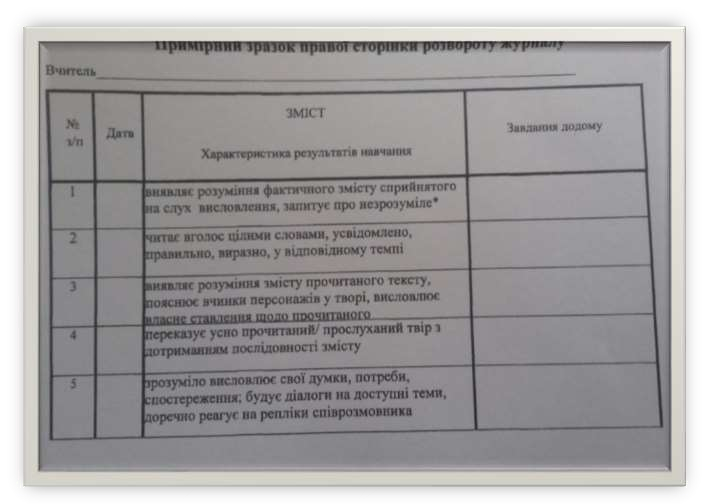 Примірний зразок правої сторінки розвороту журналу
Вчитель
№ з/п
Дата
ЗМІСТ
Характеристика результатів навчання
Завдання додому
1
виявляє розуміння фактичного змісту сприйнятого
на слух висловлення, запитує про незрозуміле*
2
читає вголос цілими словами, усвідомлено,
правильно, виразно, у відповідному темпі
3
виявляє розуміння змісту прочитаного тексту,
пояснює вчинки персонажів у творі, висловлює
власне ставлення щодо прочитаного
4
переказує усно прочитаний/ прослуханий твір з
дотриманням послідовності змісту
5
зрозуміло висловлює свої думки, потреби,
спостереження; будує діалоги на доступні теми,
доречно реагує на репліки співрозмовника